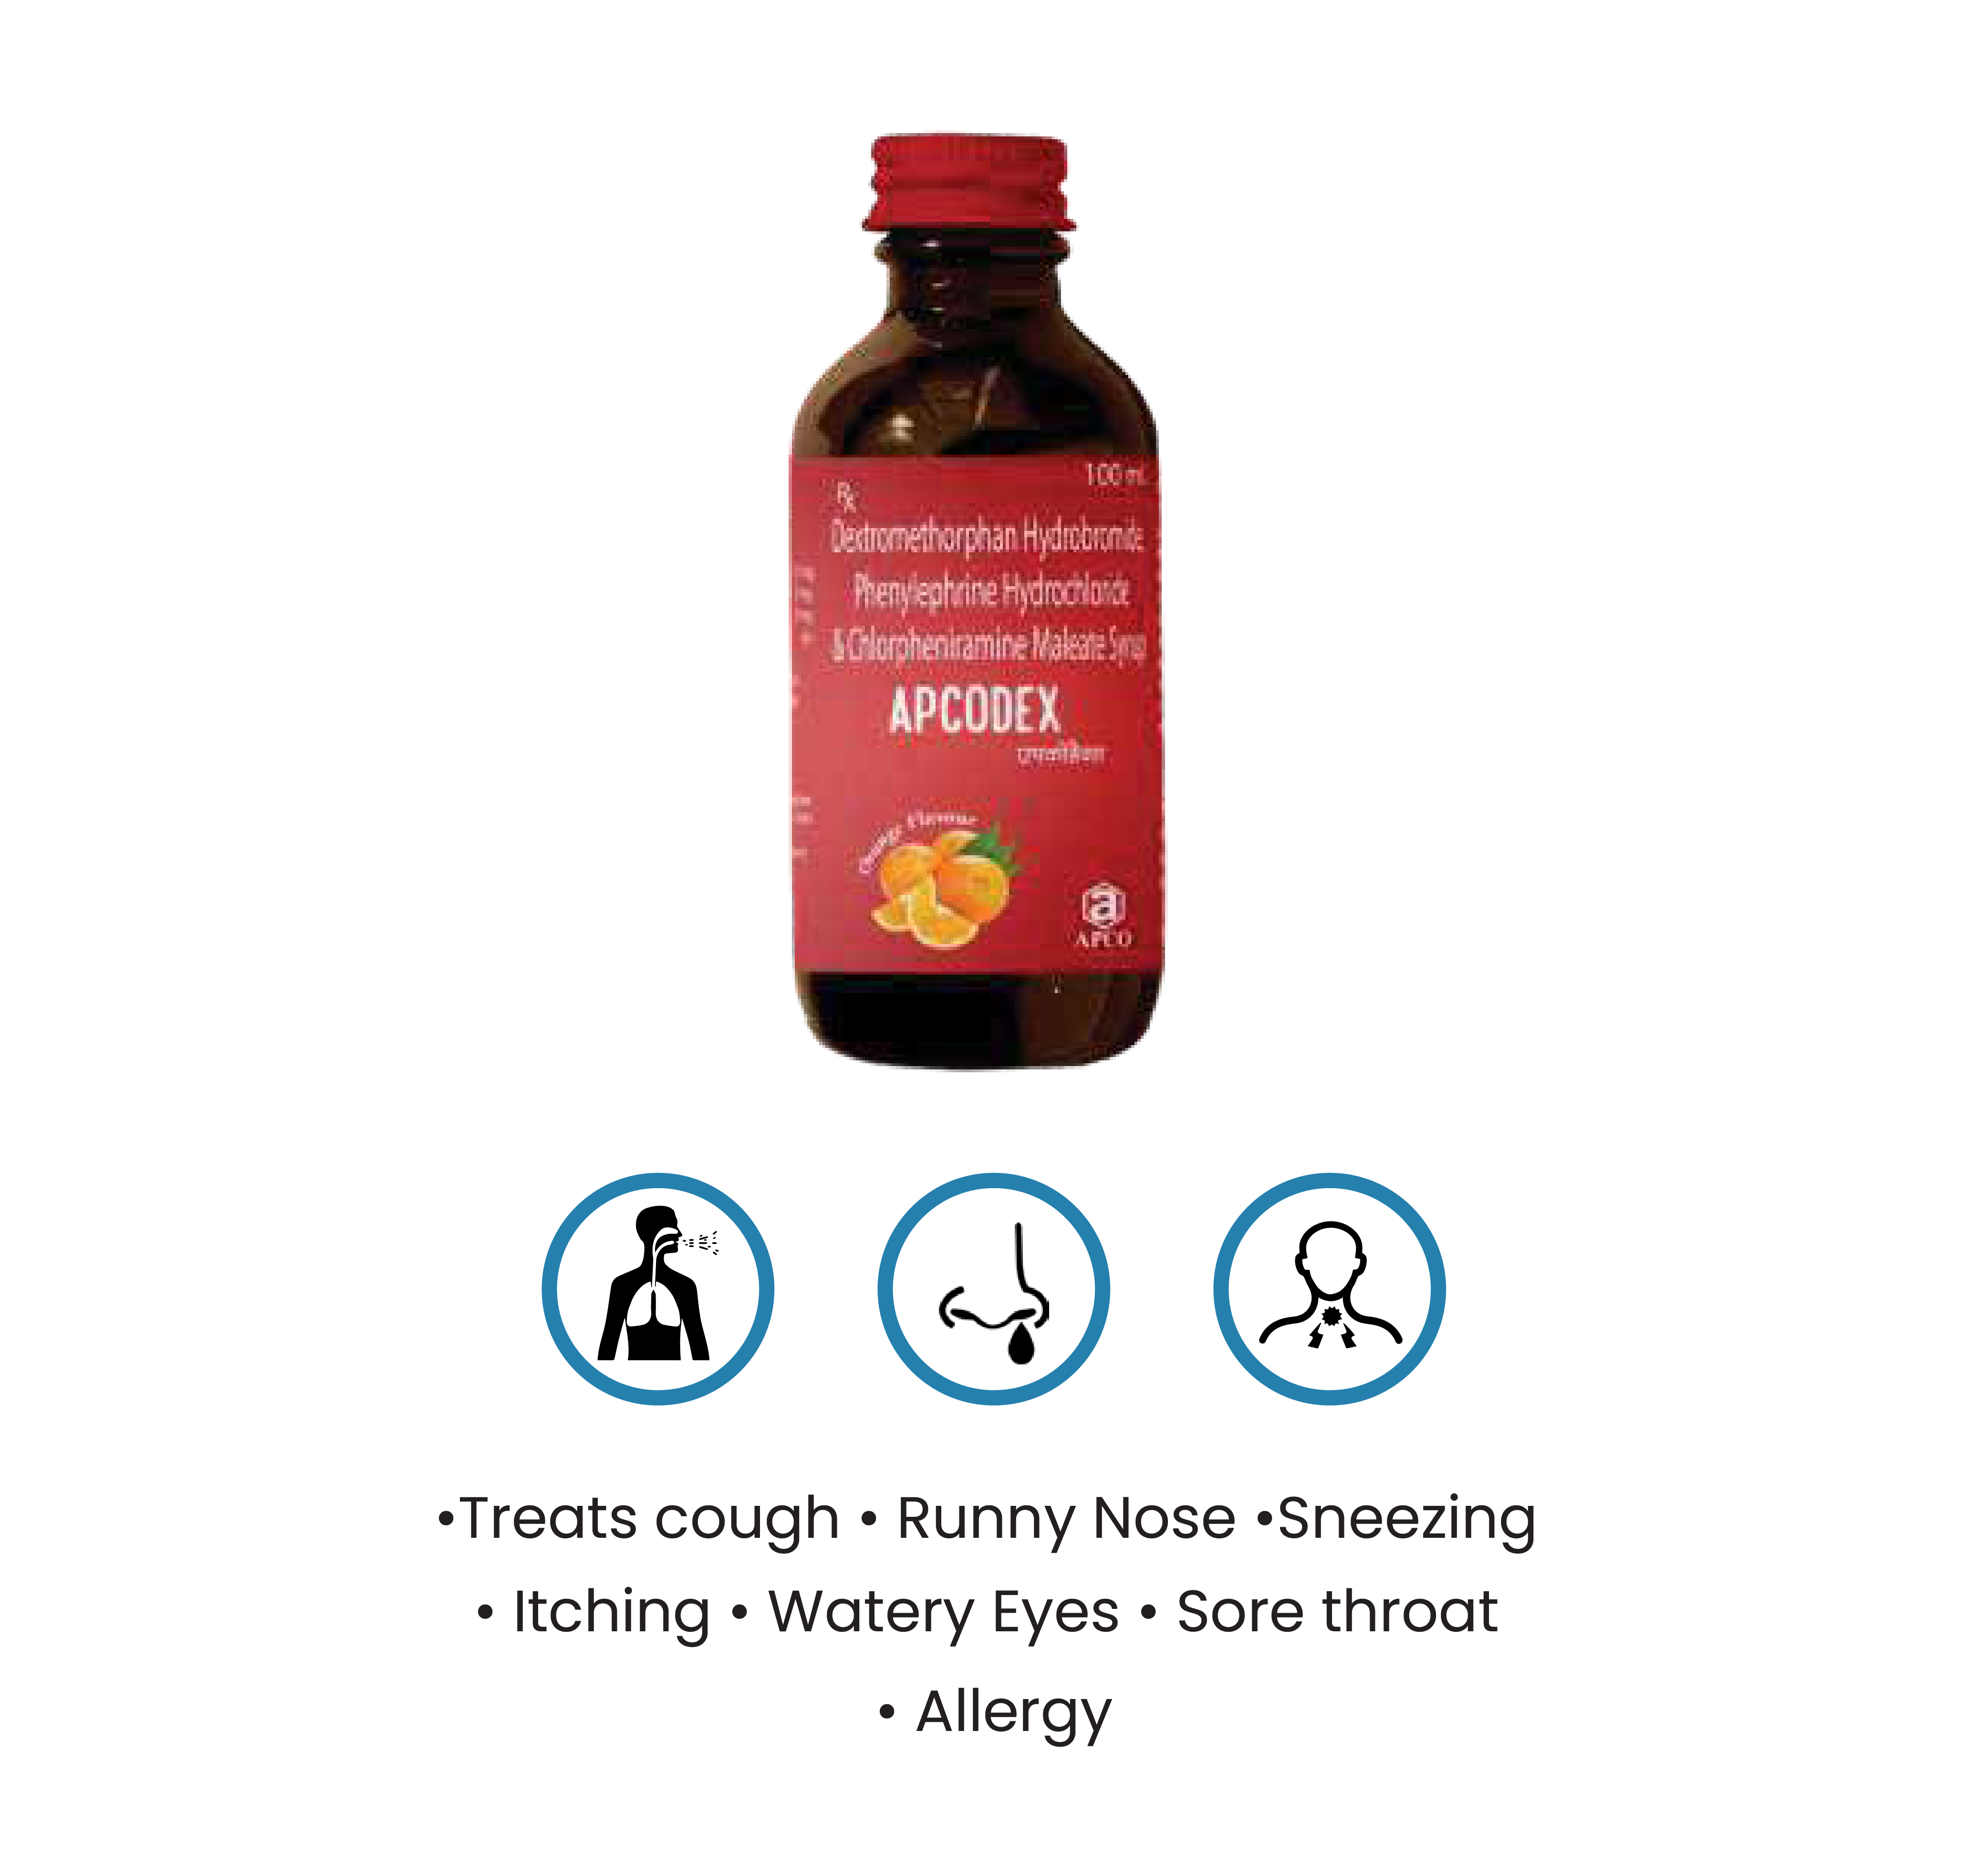 100 mL
Rx
Dextromethorphan Hydrobromide
Phenylephrine Hydrochloride
& Chlorpheniramine Maleate Syrup
APCODEX
Orange Flavour
a
APCO
•Treats cough • Runny Nose •Sneezing
• Itching • Watery Eyes • Sore throat
• Allergy